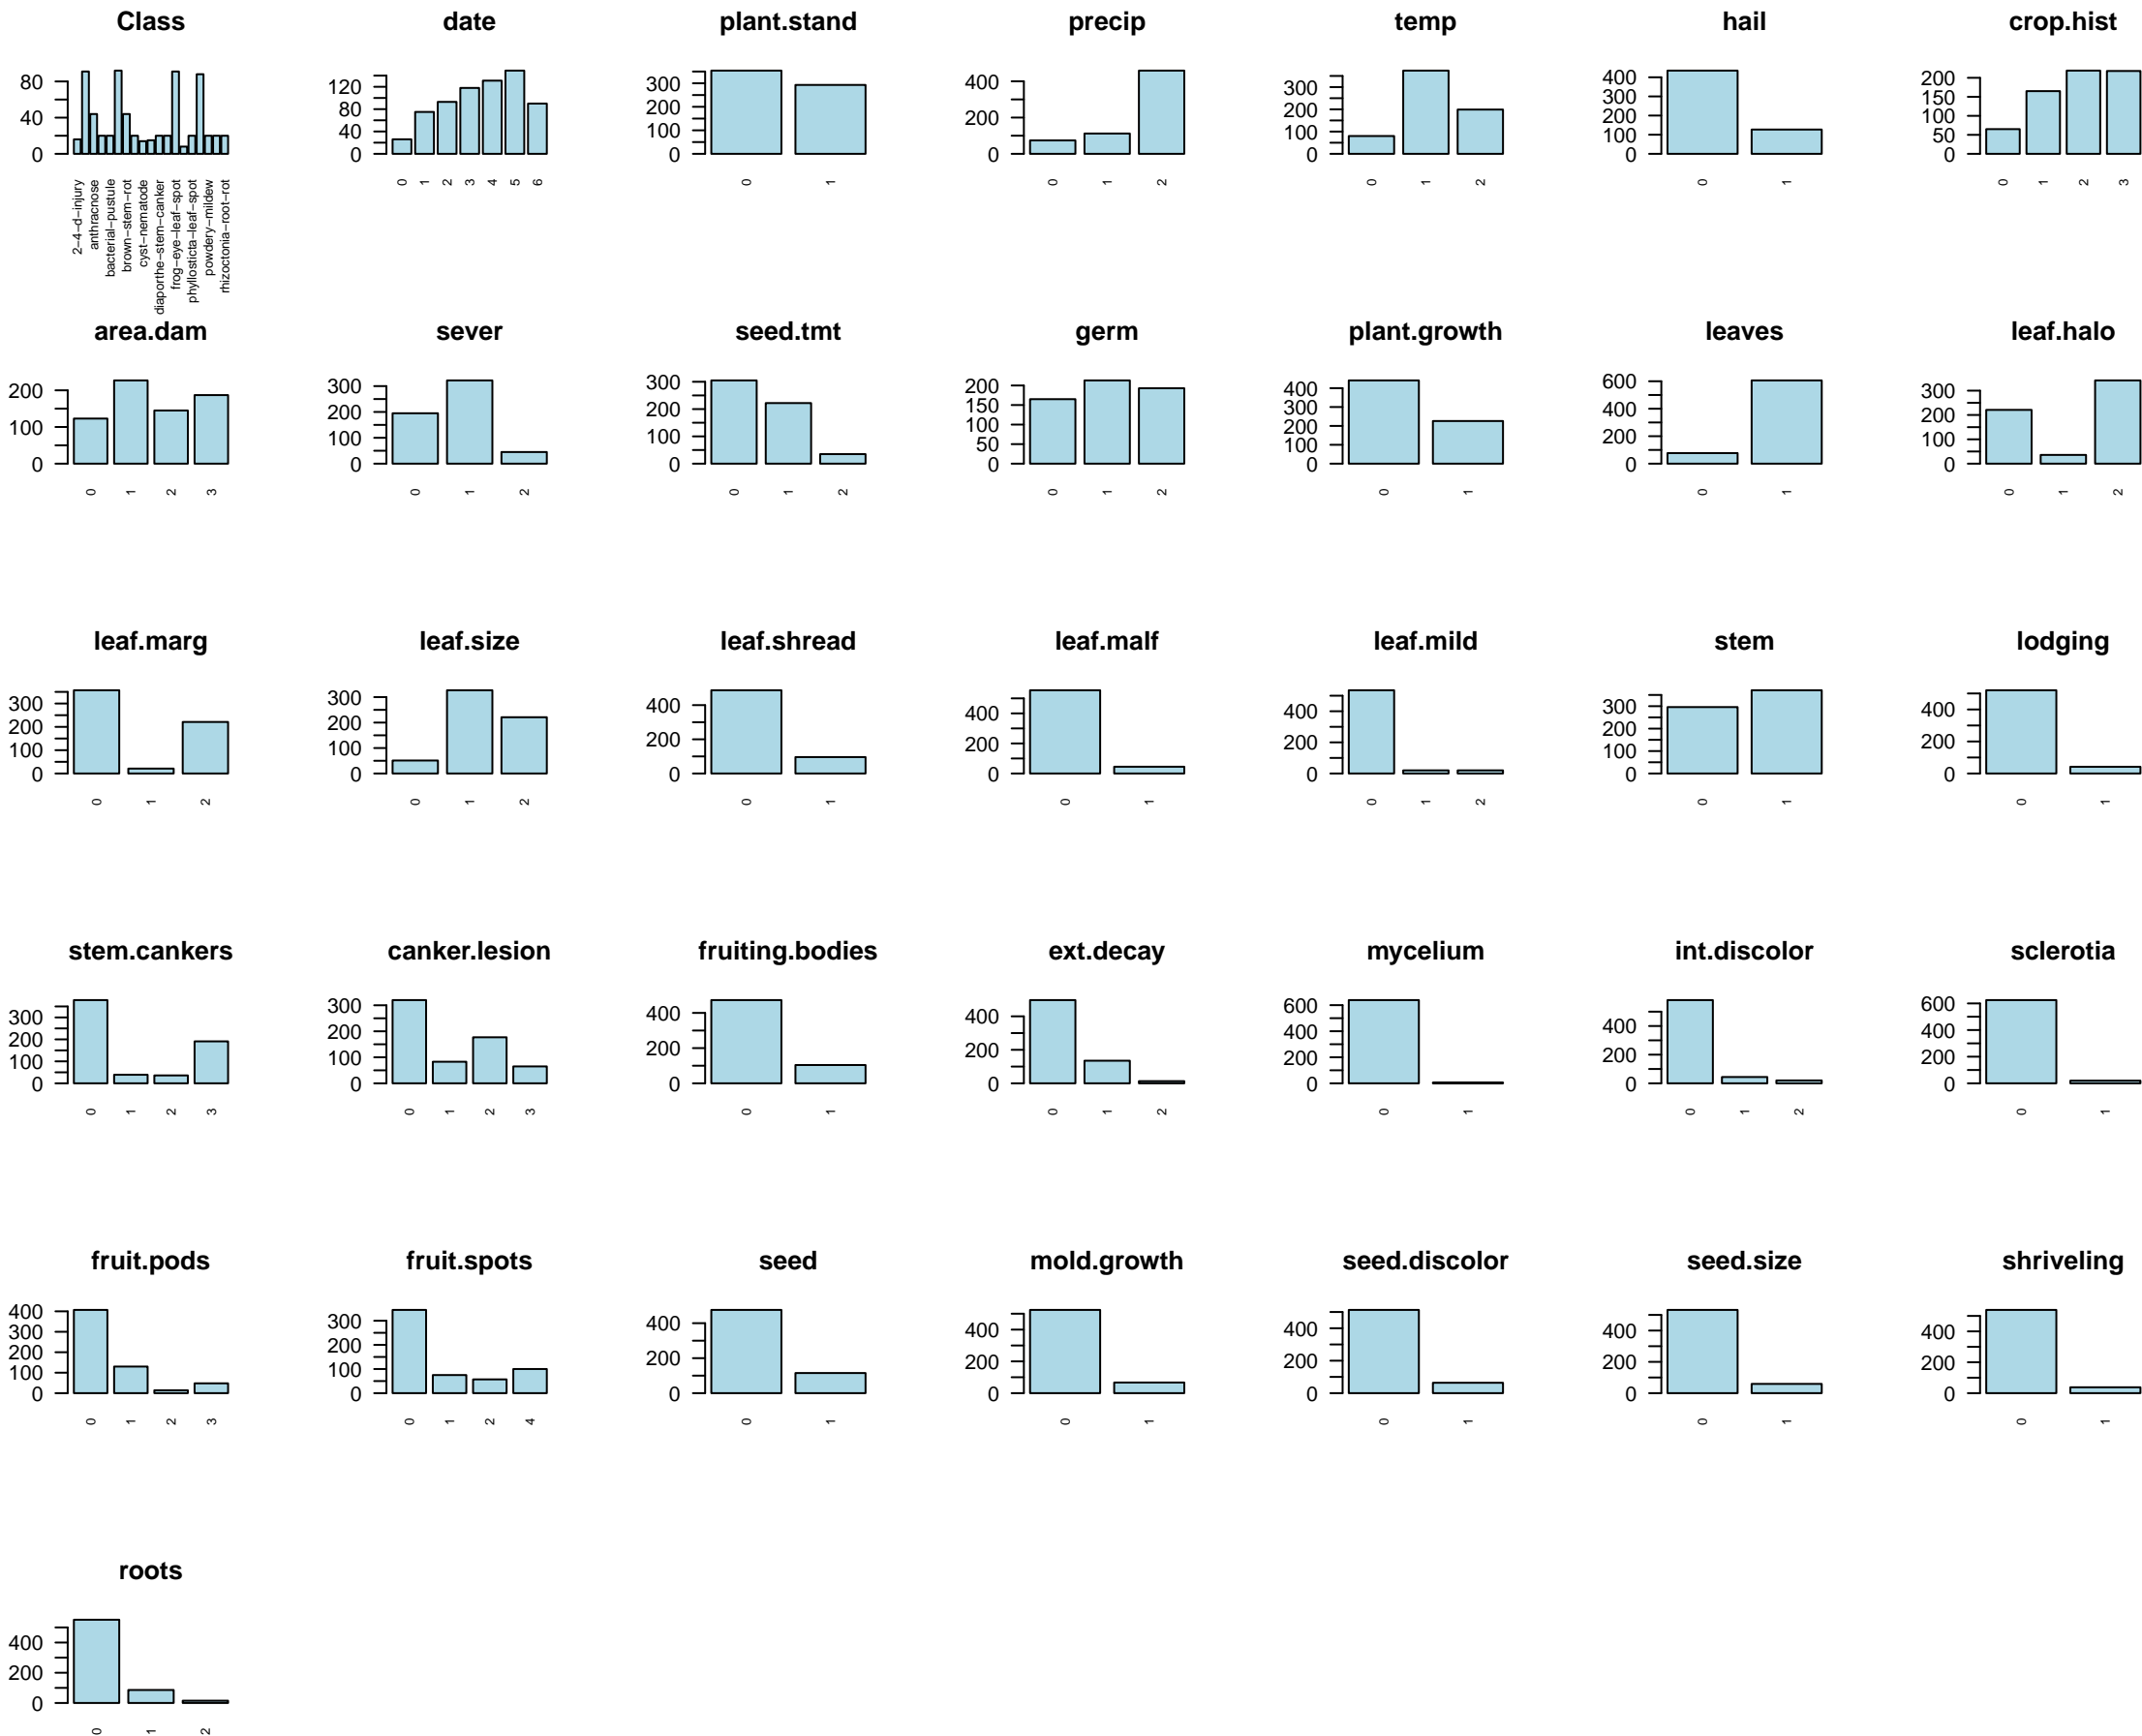 Class date plant.stand precip temp hail crop.hist
80 120 300 400 300 400 200
40 80 200 200 200 300 150
0 40 100 0 100 200 100
0 0 0 100 50
0 0
0 1 2 3 4 5 6 0 1 0 1 2 0 1 2 0 1 0 1 2 3
2−4−d−injury
anthracnose
bacterial−pustule
brown−stem−rot
cyst−nematode
diaporthe−stem−canker
frog−eye−leaf−spot
phyllosticta−leaf−spot
powdery−mildew
rhizoctonia−root−rot
area.dam sever seed.tmt germ plant.growth leaves leaf.halo
200 300 300 200 400 600 300
100 200 200 150 300 400 200
0 100 100 100 200 200 100
0 0 50 100 0 0
0 0
0 1 2 3 0 1 2 0 1 2 0 1 2 0 1 0 1 0 1 2
leaf.marg leaf.size leaf.shread leaf.malf leaf.mild stem lodging
300 300 400 400 400 300 400
200 200 200 200 200 200 200
100 100 0 0 0 100 0
0 0 0
0 1 2 0 1 2 0 1 0 1 0 1 2 0 1 0 1
stem.cankers canker.lesion fruiting.bodies ext.decay mycelium int.discolor sclerotia
300 300 400 400 600 400 600
200 200 200 200 400 200 400
100 100 0 0 200 0 200
0 0 0 0
0 1 2 3 0 1 2 3 0 1 0 1 2 0 1 0 1 2 0 1
fruit.pods fruit.spots seed mold.growth seed.discolor seed.size shriveling
400 300 400 400 400 400 400
300 200 200 200 200 200 200
200 100 0 0 0 0 0
100 0
0
0 1 2 3 0 1 2 4 0 1 0 1 0 1 0 1 0 1
roots
400
200
0
0 1 2